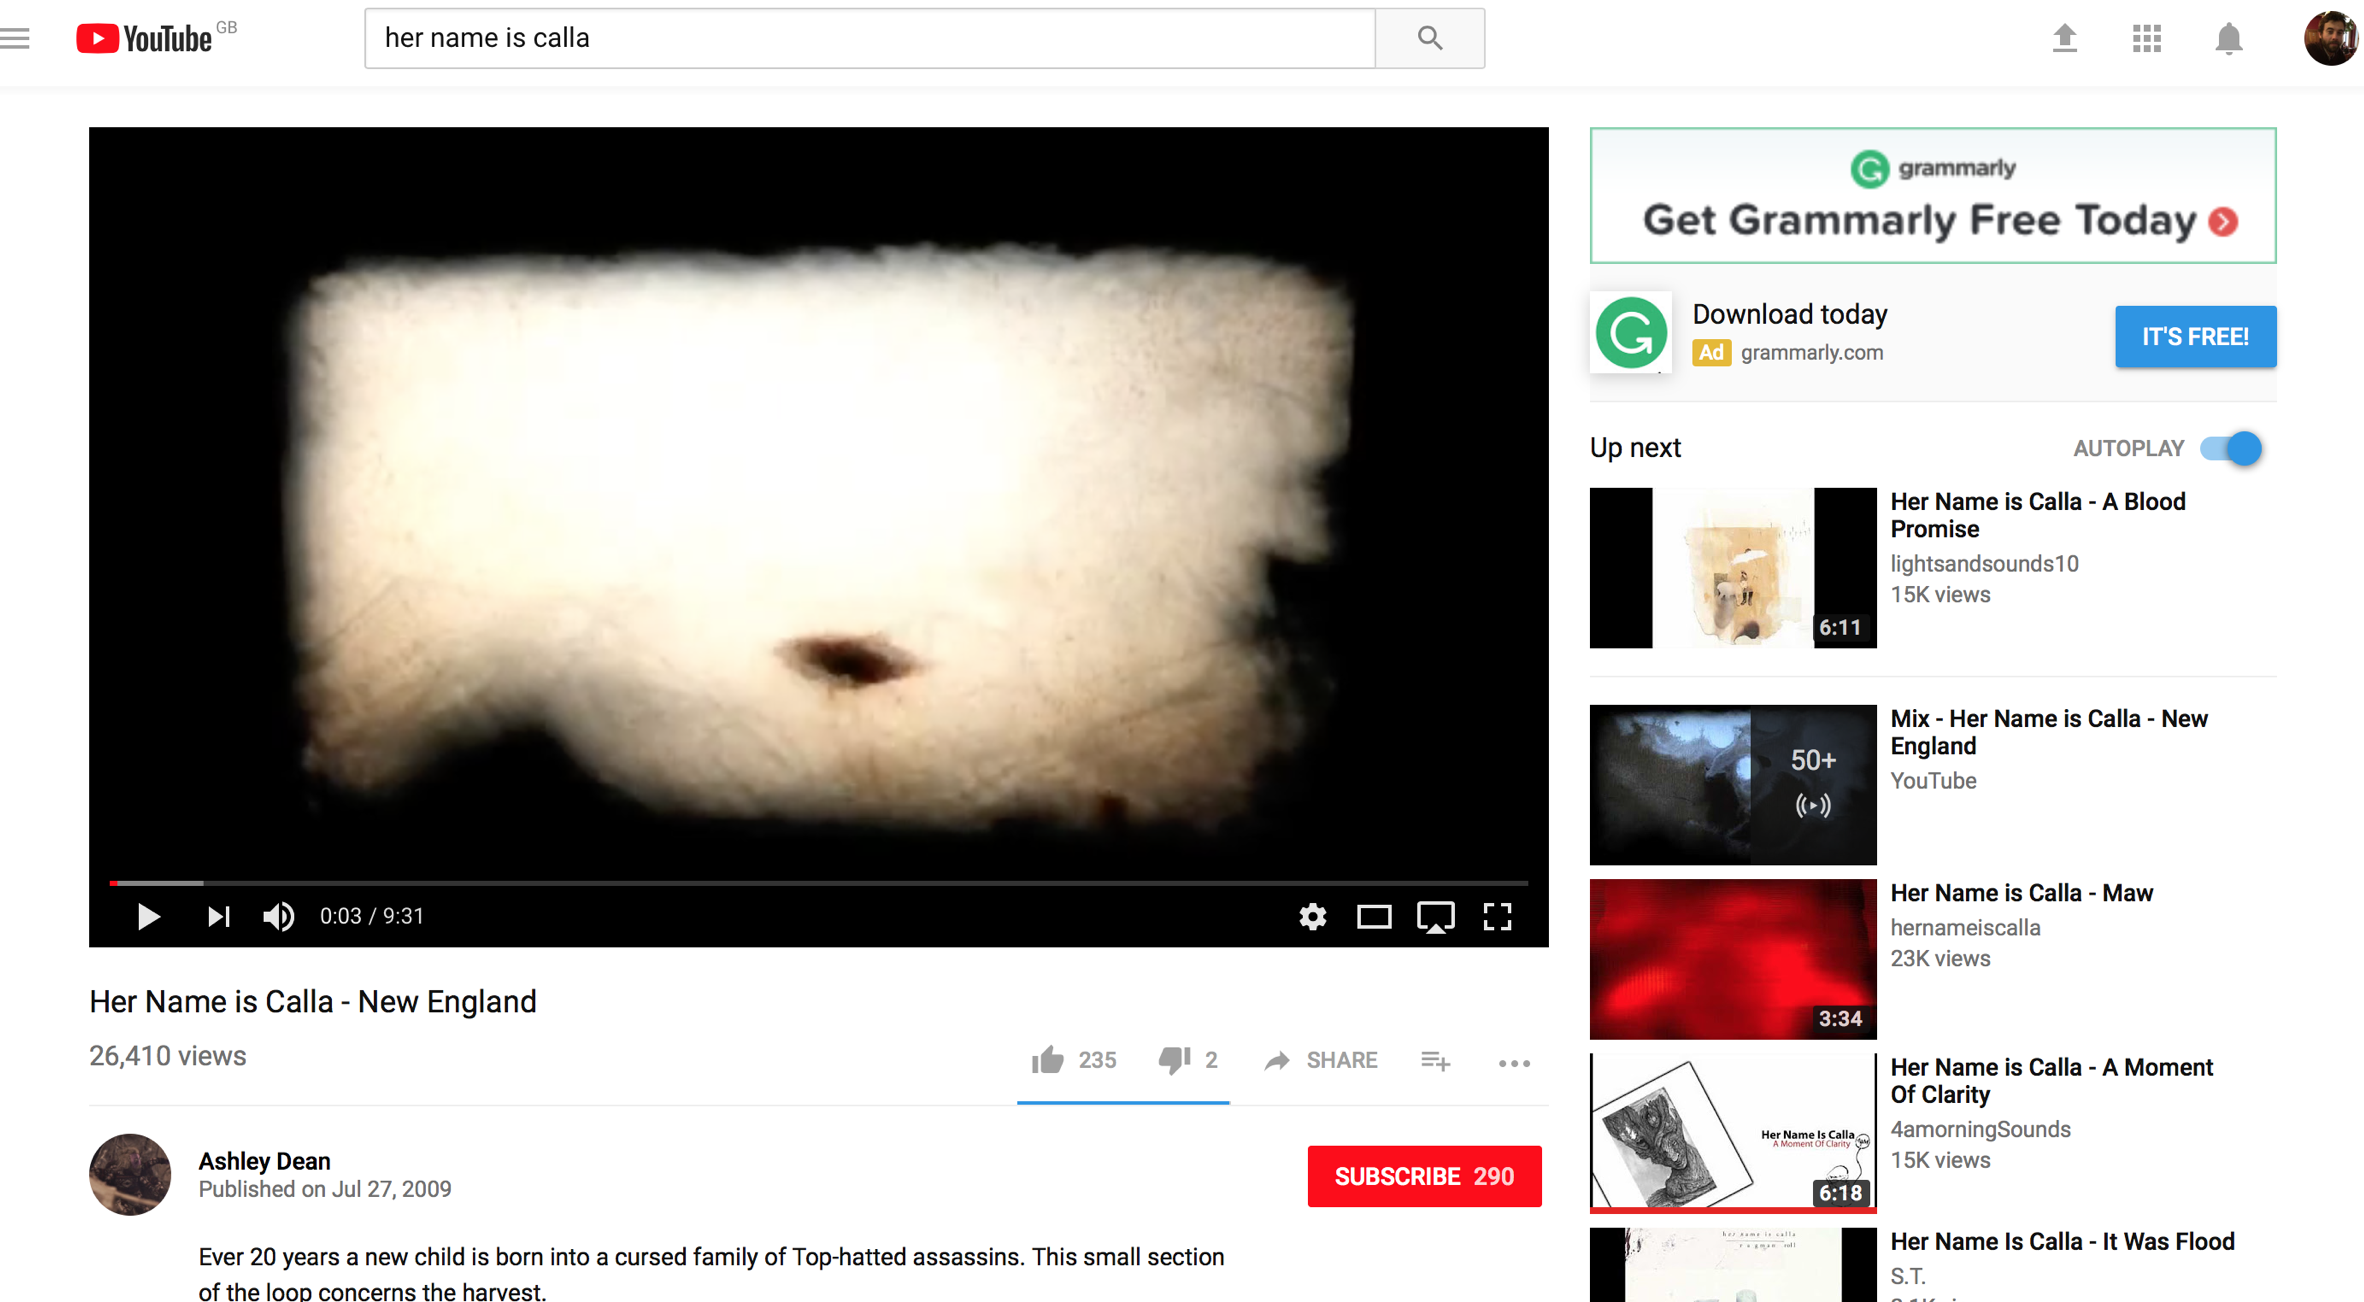 YouTube GB
her name is calla
grammarly
Get Grammarly Free Today
Download today
Ad grammarly.com
IT'S FREE!
Up next
AUTOPLAY
Her Name is Calla - A Blood
Promise
lightsandsounds10
15K views
6:11
Mix - Her Name is Calla - New
England
YouTube
50+
Her Name is Calla - Maw
hernameiscalla
23K views
3:34
Her Name is Calla - A Moment
Of Clarity
4amorningSounds
15K views
Her Name Is Calla
A Moment Of Clarity
6:18
Her Name Is Calla - It Was Flood
S.T.
her name is calla
0:03 / 9:31
Her Name is Calla - New England
26,410 views
235
2
SHARE
Ashley Dean
Published on Jul 27, 2009
SUBSCRIBE 290
Ever 20 years a new child is born into a cursed family of Top-hatted assassins. This small section
of the loop concerns the harvest.